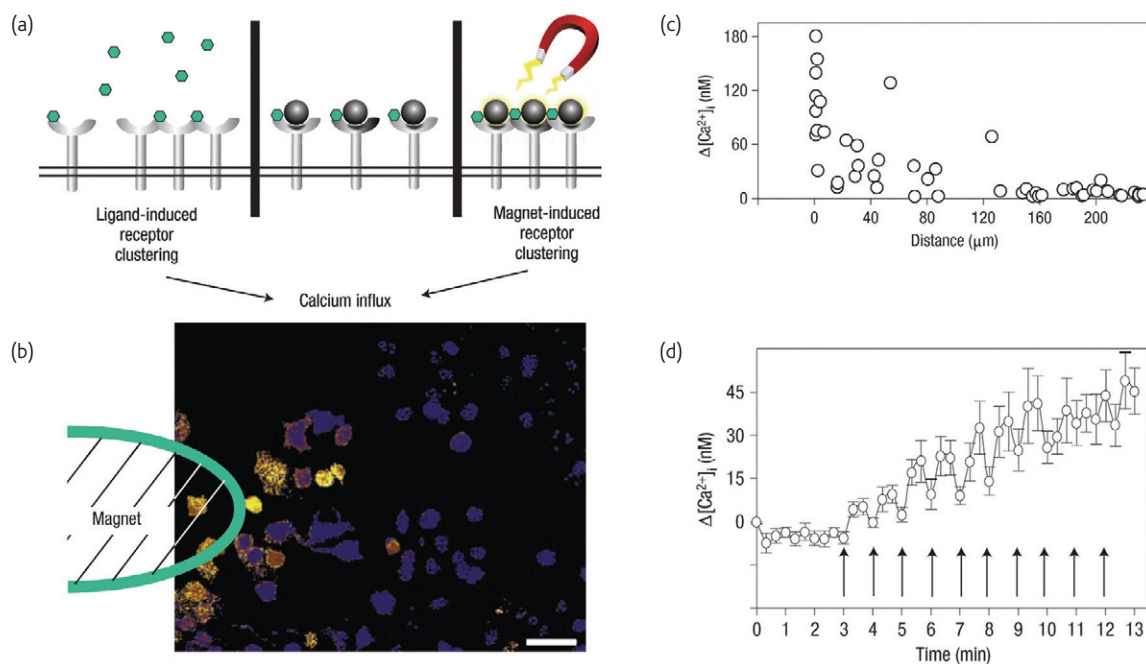 (a)
Ligand-induced
receptor
clustering
Magnet-induced
receptor
clustering
Calcium influx
(b)
Magnet
(c)
180
120
60
0
Δ[Ca²⁺]ᵢ (nM)
0
40
80
120
160
200
Distance (μm)
(d)
45
30
15
0
Δ[Ca²⁺]ᵢ (nM)
0 1 2 3 4 5 6 7 8 9 10 11 12 13
Time (min)